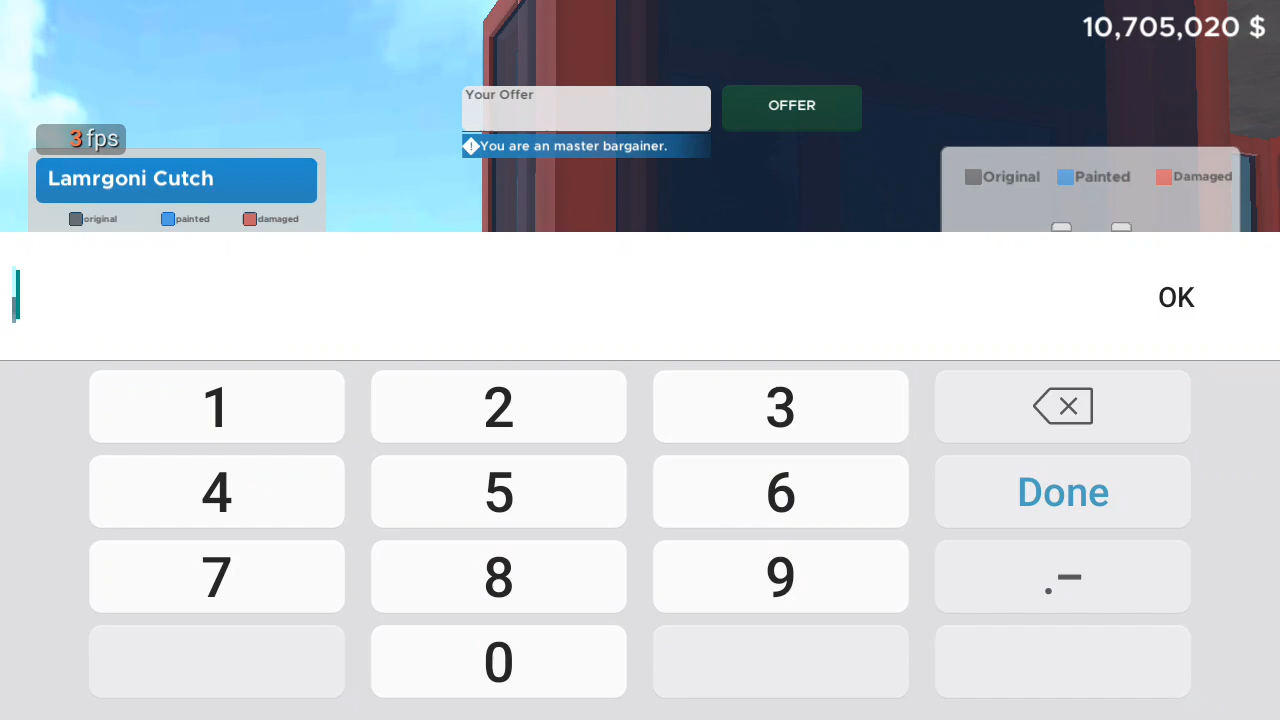 10,705,020 $
Your Offer
OFFER
3 fps
You are an master bargainer.
Lamrgoni Cutch
original painted damaged
Original Painted Damaged
OK
1 2 3
4 5 6 Done
7 8 9 .-
0